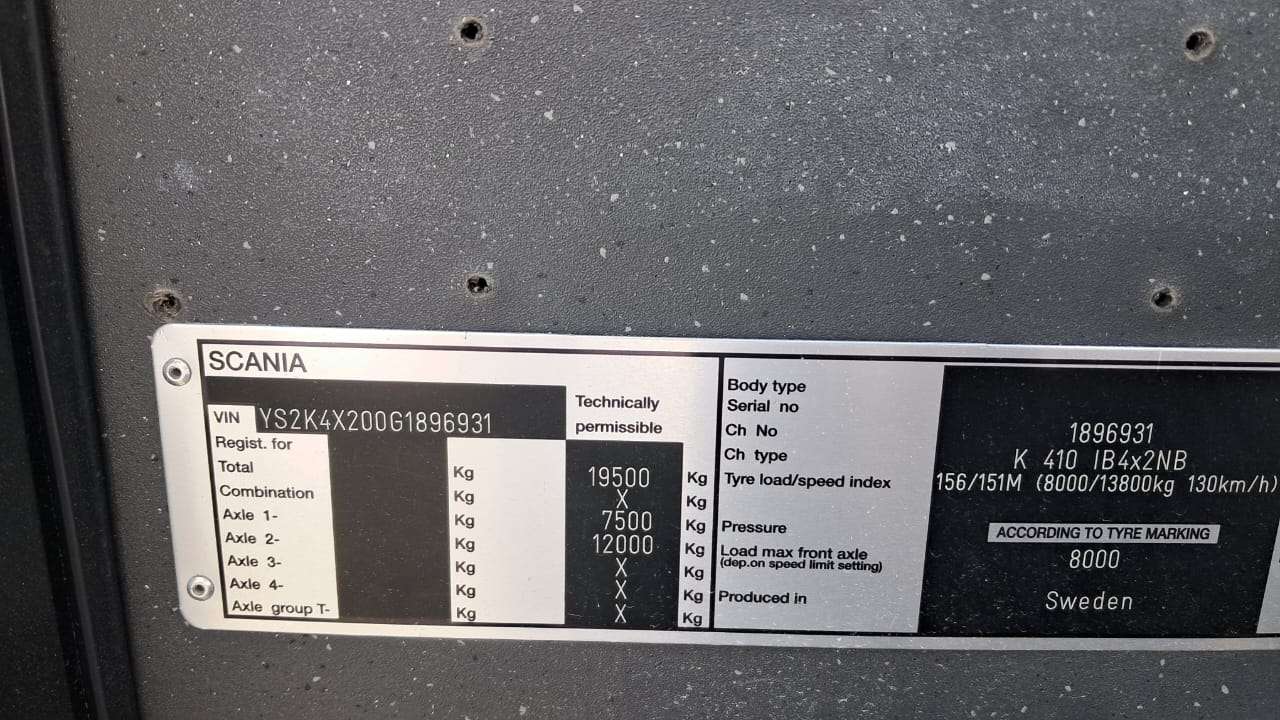 SCANIA
VIN YS2K4X200G1896931
Technically
permissible
Regist. for
Total Kg 19500 Kg
Combination Kg X Kg
Axle 1- Kg 7500 Kg
Axle 2- Kg 12000 Kg
Axle 3- Kg X Kg
Axle 4- Kg X Kg
Axle group T- Kg X Kg
Body type
Serial no
Ch No 1896931
Ch type K 410 IB4x2NB
Tyre load/speed index 156/151M (8000/13800kg 130km/h)
Pressure ACCORDING TO TYRE MARKING
Load max front axle 8000
(dep.on speed limit setting)
Produced in Sweden